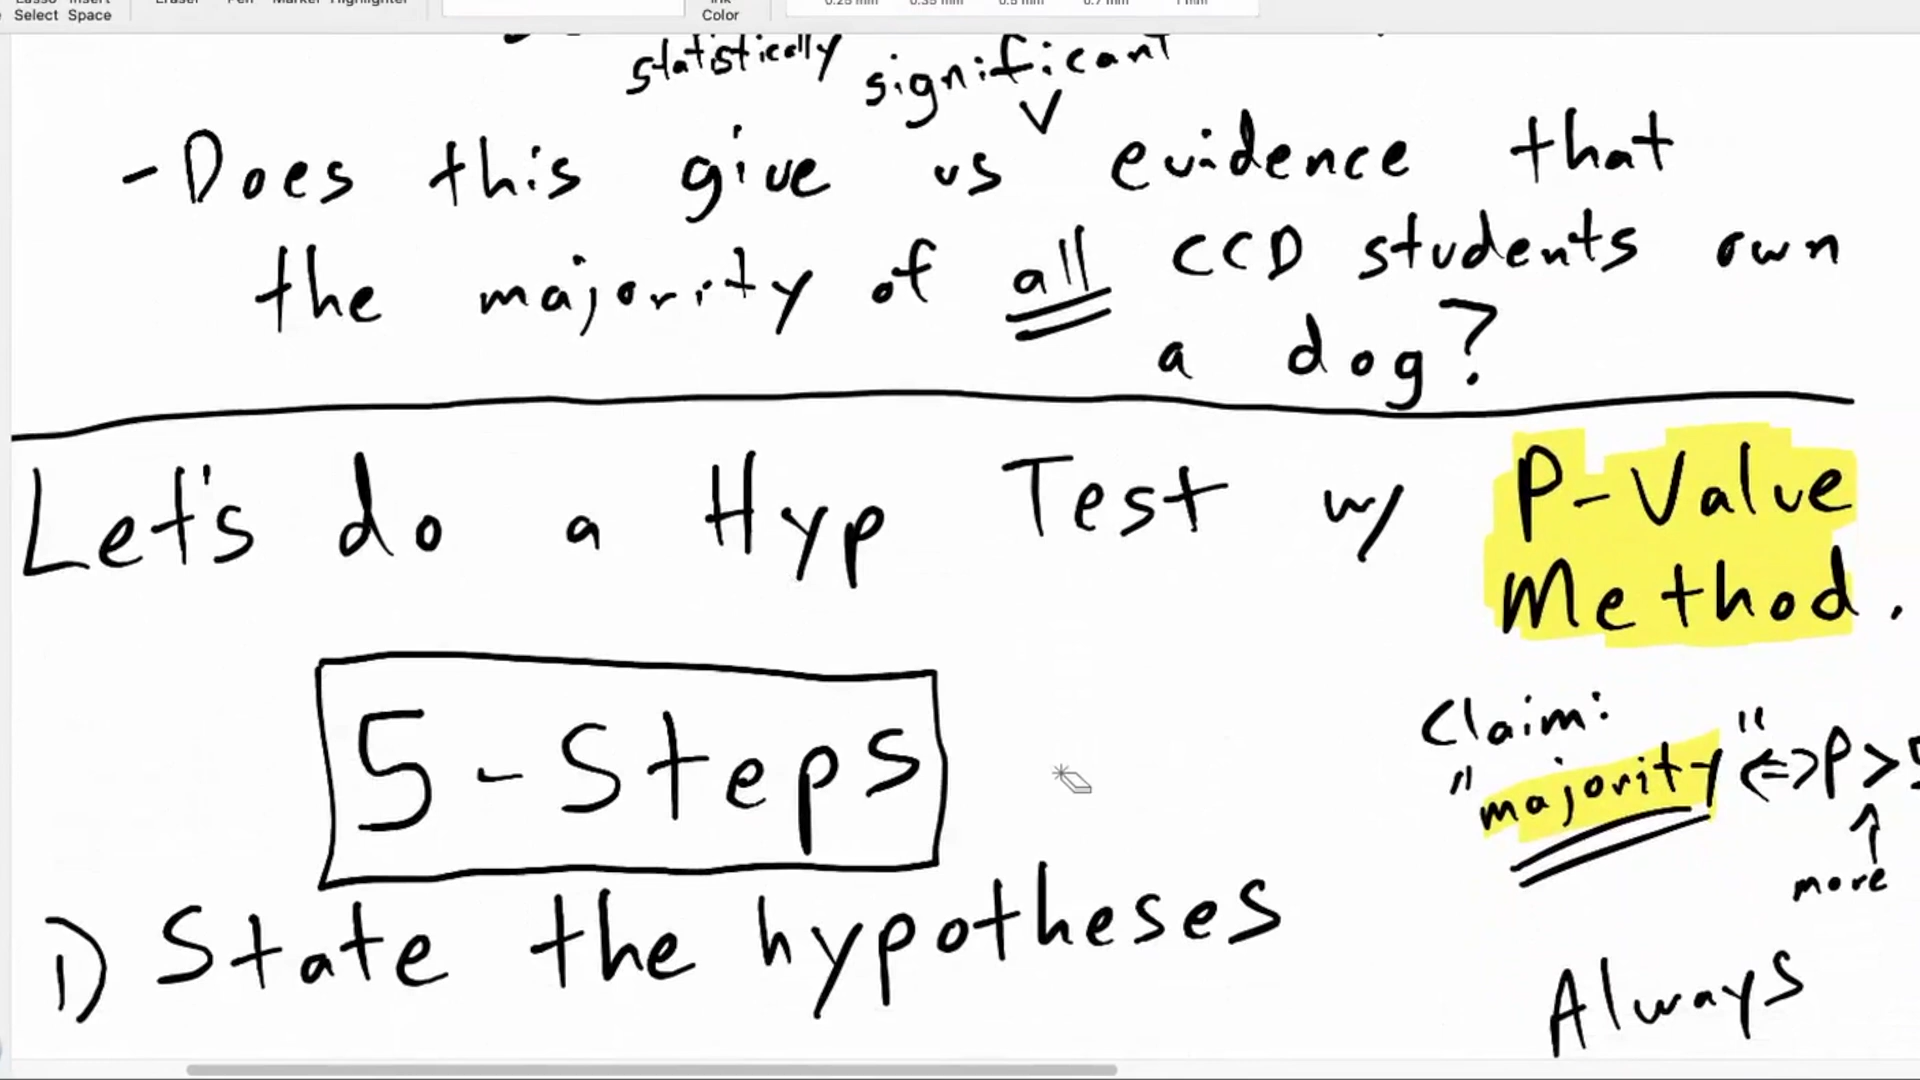 Select Space
Color
statistically significant
- Does this give us V evidence that
the majority of all CCD students own
a dog?
Let's do a Hyp Test w/ P-Value
Method.
5-Steps
Claim:
"majority" <=> P >
↑
more
1) State the hypotheses
Always